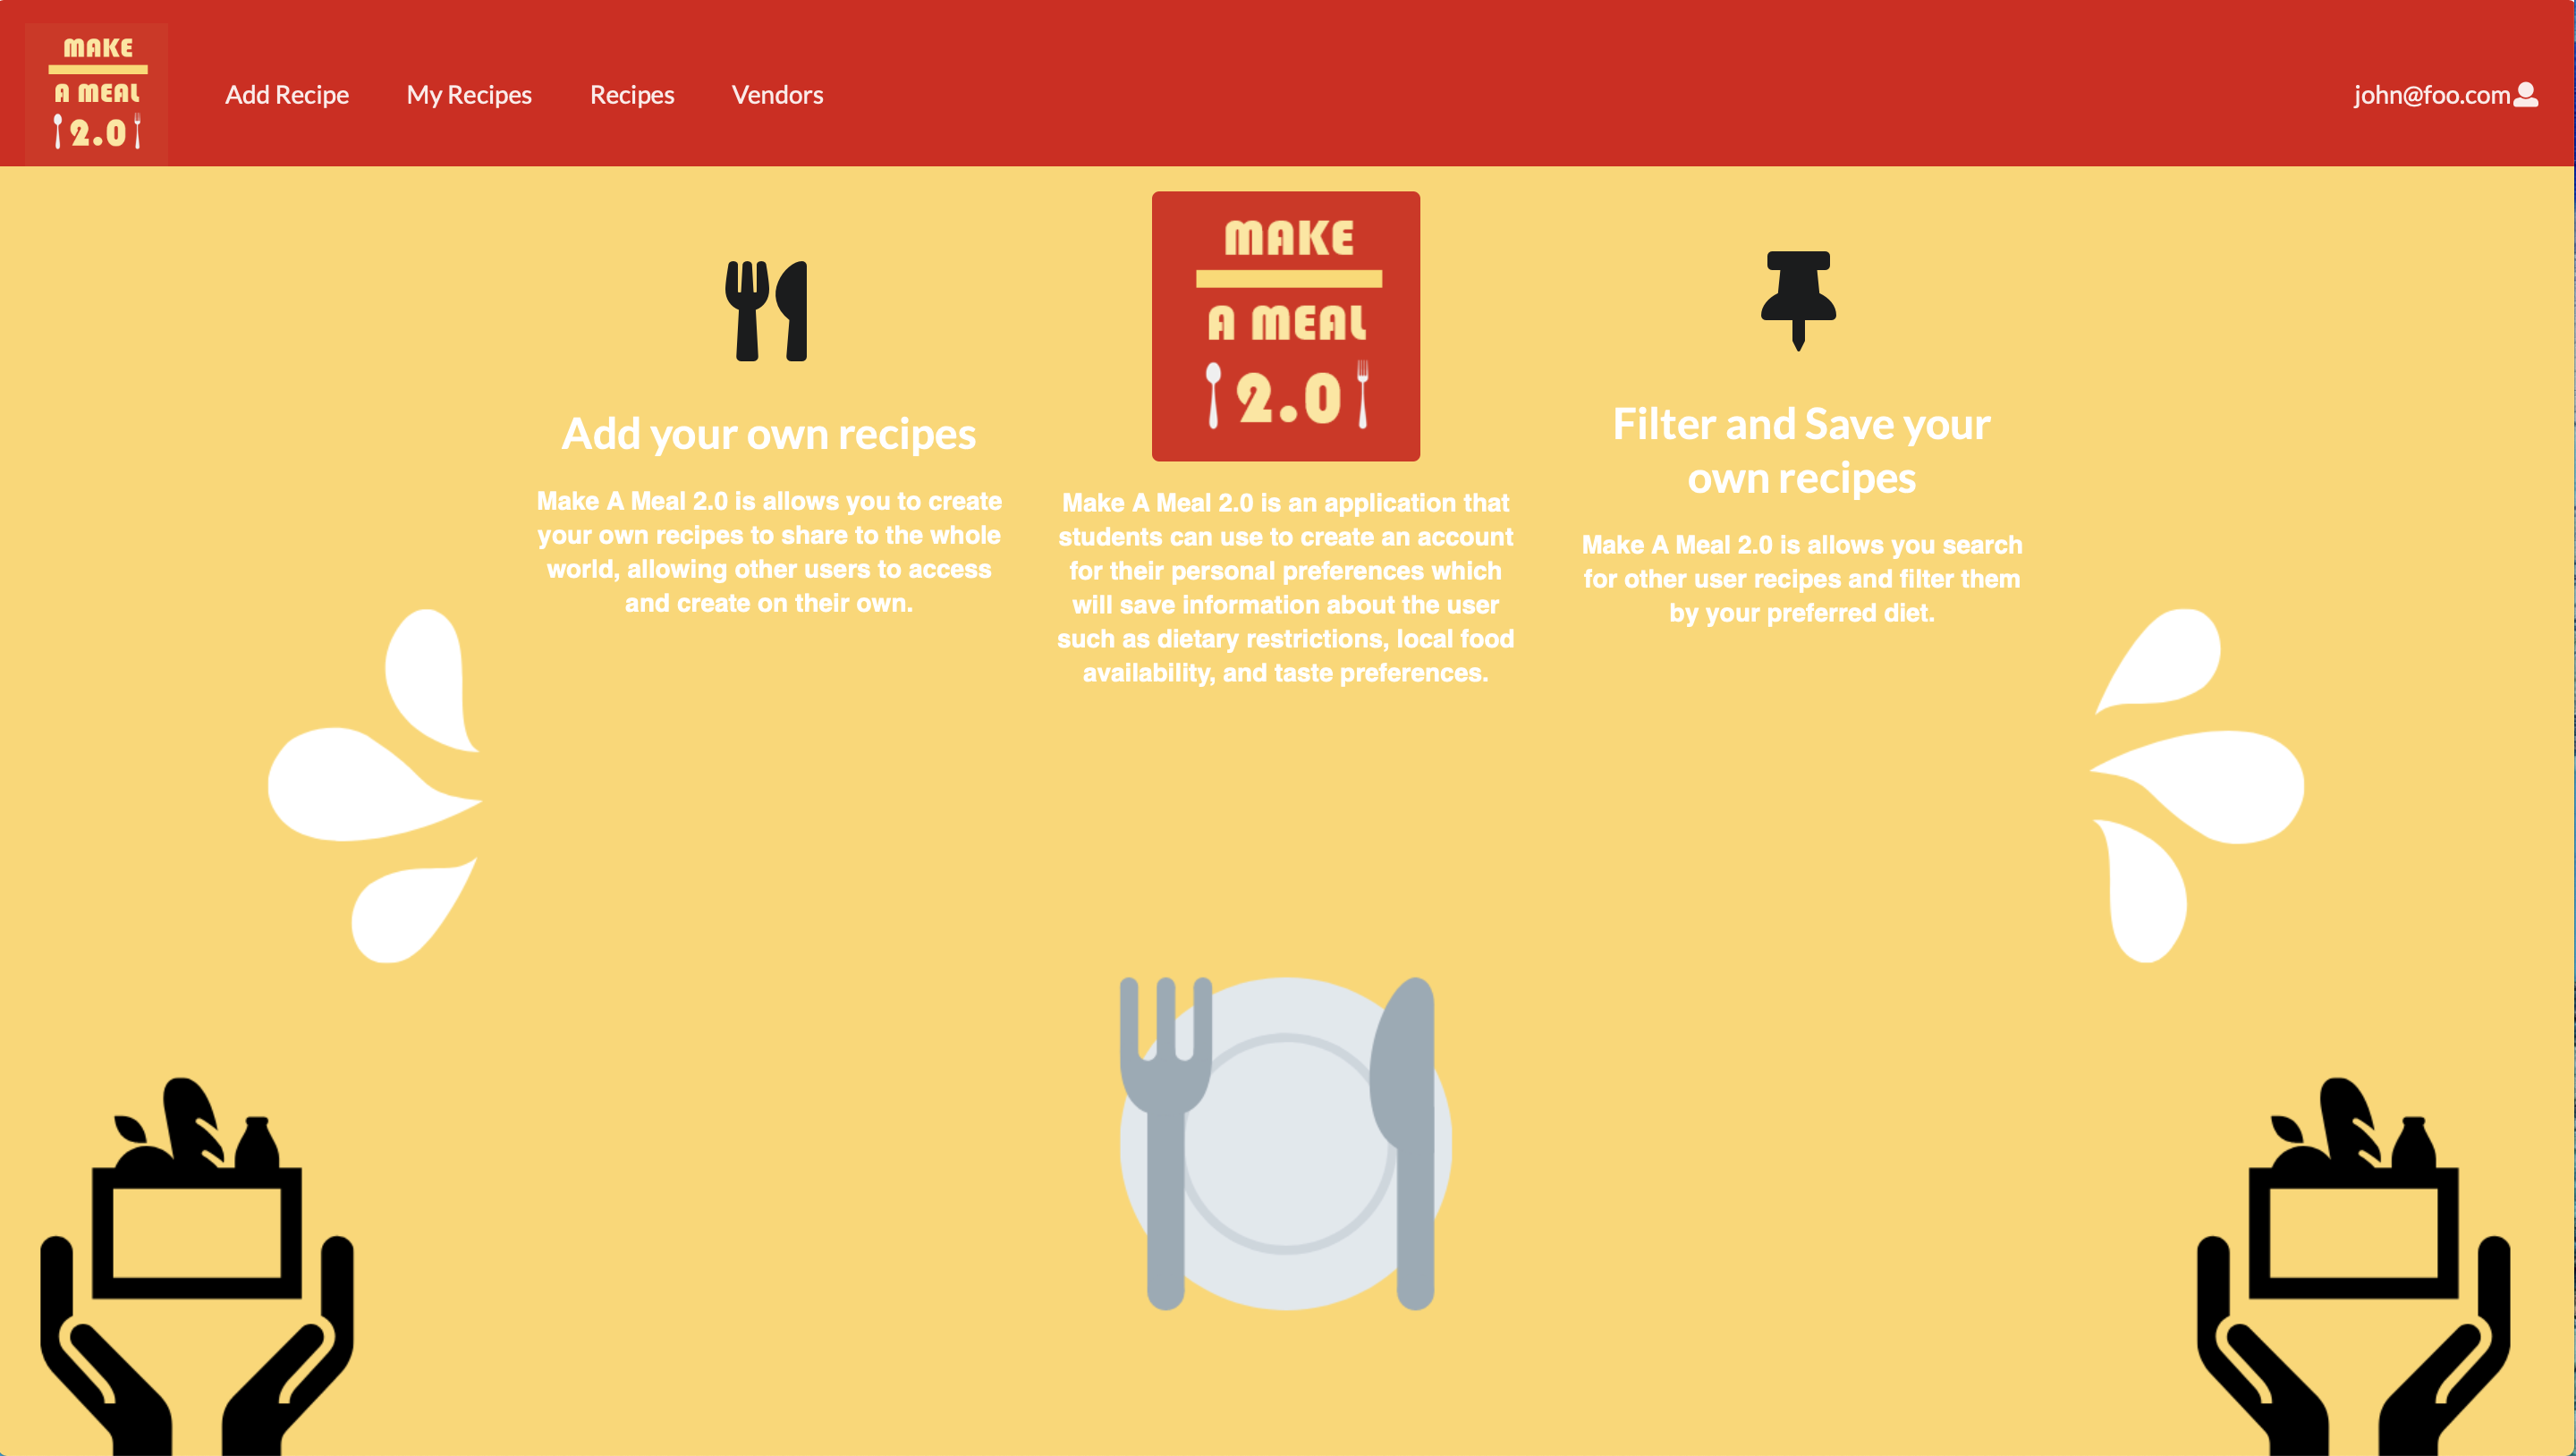 MAKE
A MEAL
2.0
Add Recipe
My Recipes
Recipes
Vendors
john@foo.com
Add your own recipes
Make A Meal 2.0 is allows you to create
your own recipes to share to the whole
world, allowing other users to access
and create on their own.
MAKE
A MEAL
2.0
Make A Meal 2.0 is an application that
students can use to create an account
for their personal preferences which
will save information about the user
such as dietary restrictions, local food
availability, and taste preferences.
Filter and Save your
own recipes
Make A Meal 2.0 is allows you search
for other user recipes and filter them
by your preferred diet.